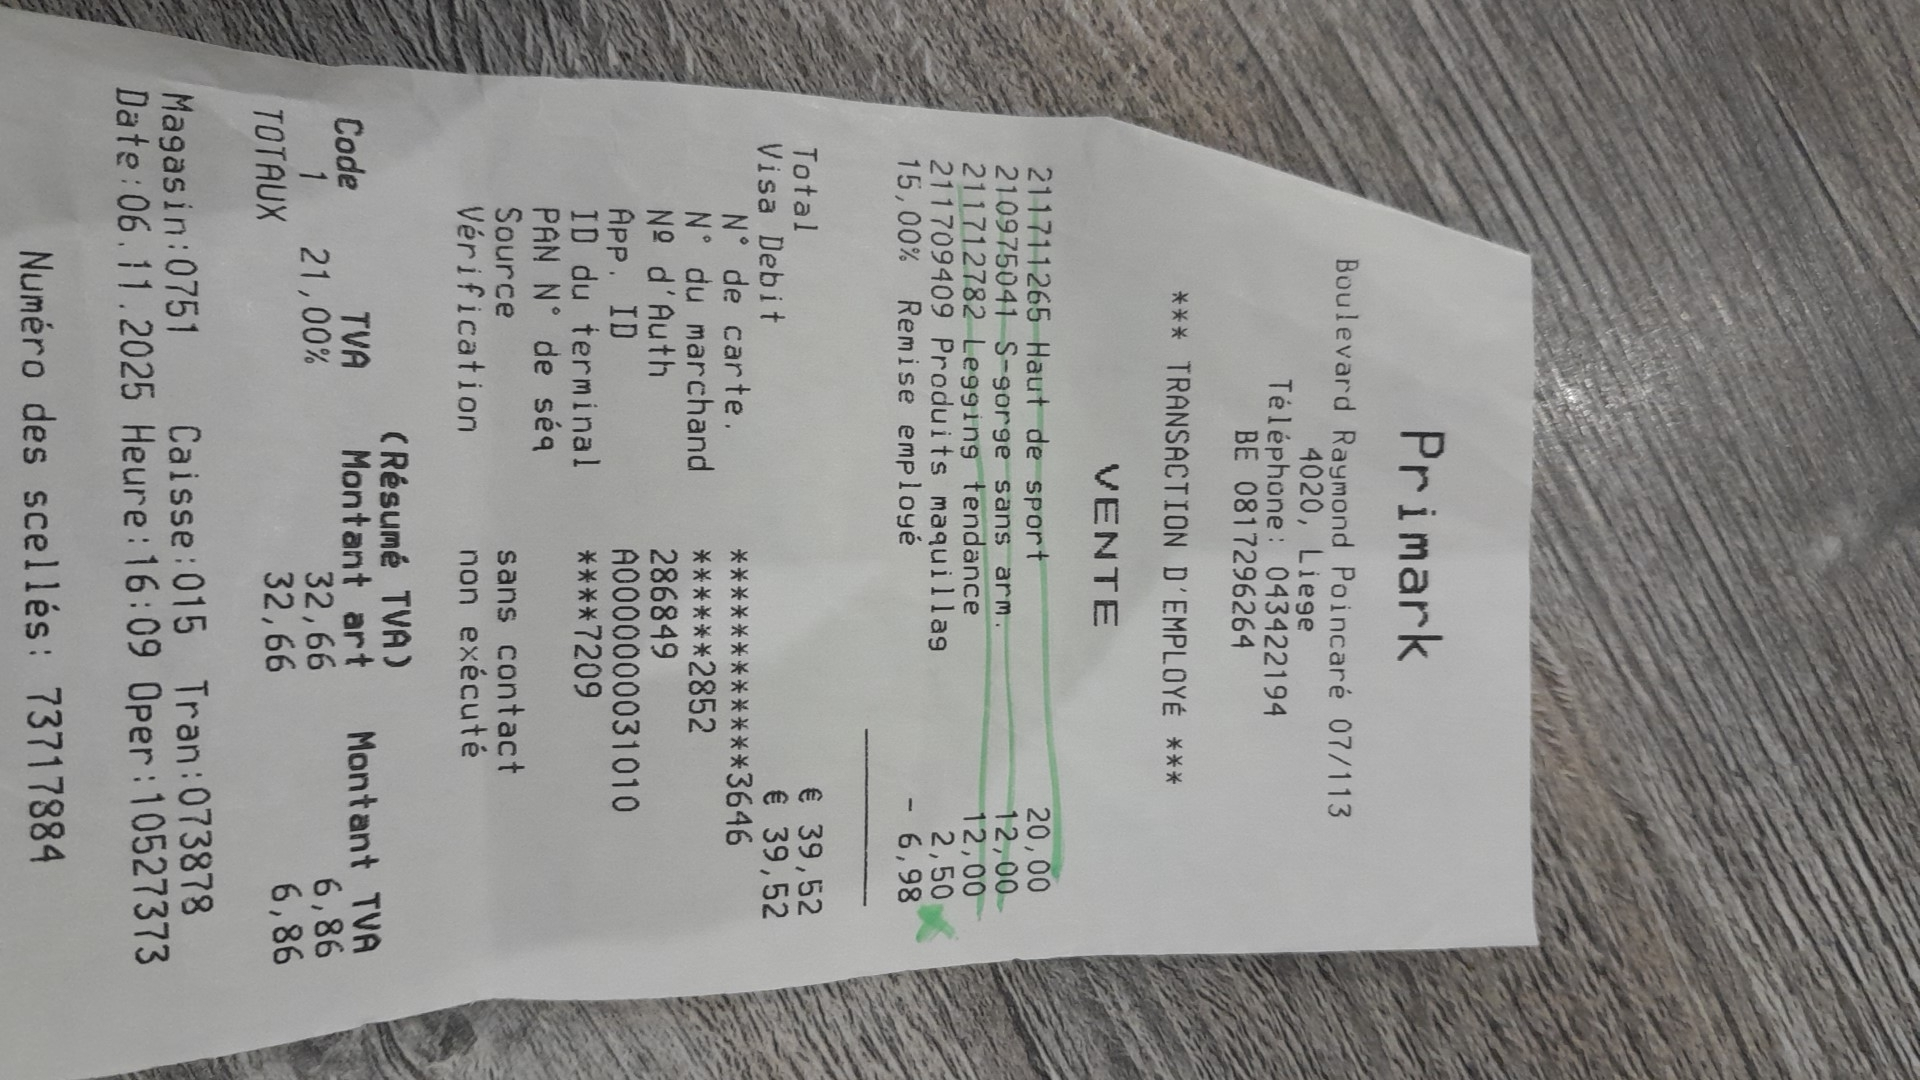 Primark
Boulevard Raymond Poincaré 07/113
4020, Liege
Téléphone: 043422194
BE 0817296264
*** TRANSACTION D'EMPLOYÉ ***
VENTE
211711265 Haut de sport 20,00
210975041 S-gorge sans arm. 12,00
211712782 Legging tendance 12,00
211709409 Produits maquillag 2,50
15,00% Remise employé - 6,98
Total € 39,52
Visa Debit € 39,52
N° de carte. ************3646
N° du marchand ******2852
Nº d'Auth 286849
App. ID A0000000031010
ID du terminal ****7209
PAN N° de séq
Source sans contact
Vérification non exécuté
(Résumé TVA)
Code TVA Montant art Montant TVA
1 21,00% 32,66 6,86
TOTAUX 32,66 6,86
Magasin:0751 Caisse:015 Tran:073878
Date:06.11.2025 Heure:16:09 Oper:10527373
Numéro des scellés: 73717884